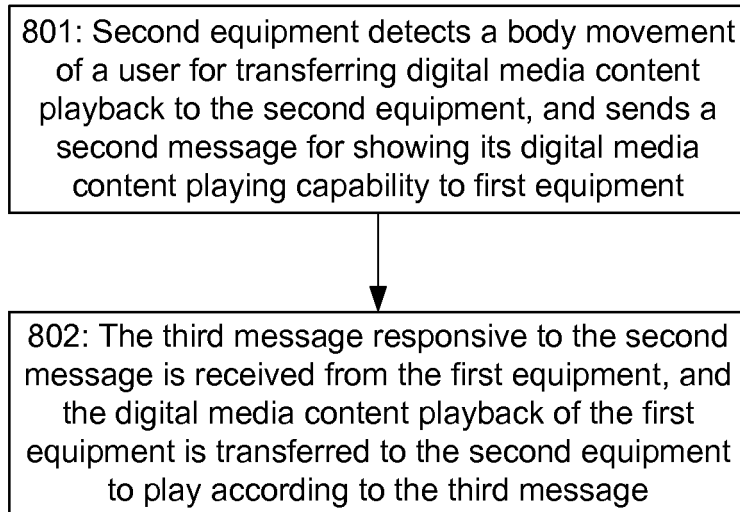 801: Second equipment detects a body movement
of a user for transferring digital media content
playback to the second equipment, and sends a
second message for showing its digital media
content playing capability to first equipment
802: The third message responsive to the second
message is received from the first equipment, and
the digital media content playback of the first
equipment is transferred to the second equipment
to play according to the third message